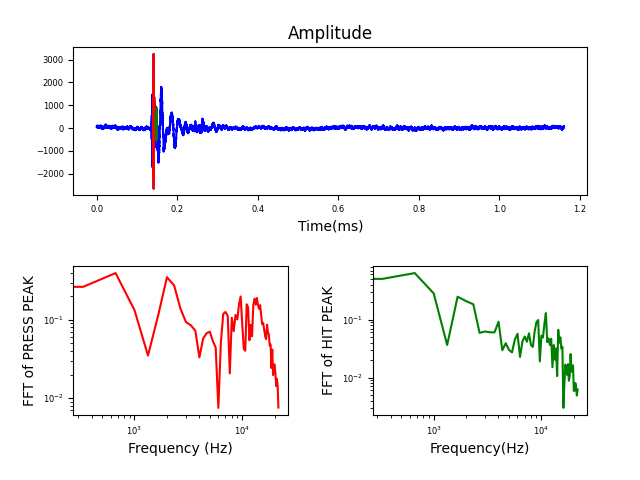 Amplitude
3000
2000
1000
0
−1000
−2000
0.0 0.2 0.4 0.6 0.8 1.0 1.2
Time(ms)
FFT of PRESS PEAK
10⁻¹
10⁻²
10³ 10⁴
Frequency (Hz)
FFT of HIT PEAK
10⁻¹
10⁻²
10³ 10⁴
Frequency(Hz)